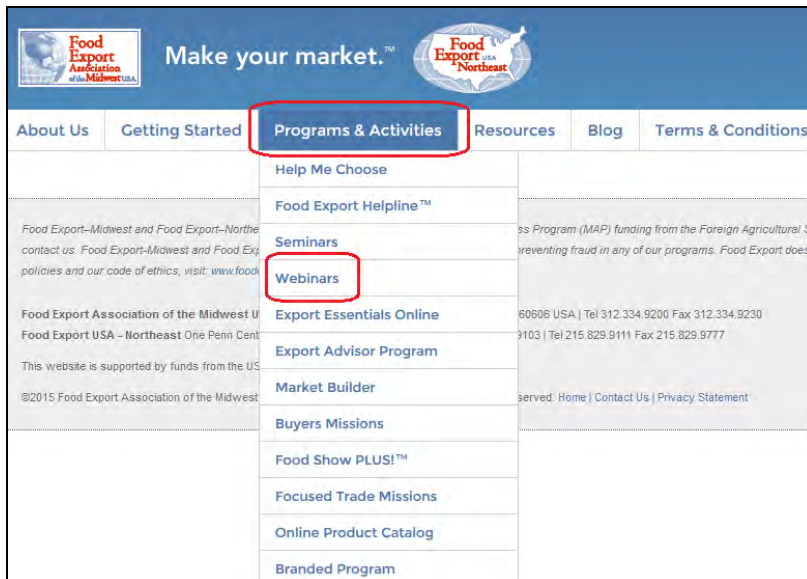 Food
Export
Association
of the Midwest USA
Make your market.™
Food
Export USA
Northeast
About Us
Getting Started
Programs & Activities
Resources
Blog
Terms & Conditions
Help Me Choose
Food Export Helpline™
Seminars
Webinars
Export Essentials Online
Export Advisor Program
Market Builder
Buyers Missions
Food Show PLUS!™
Focused Trade Missions
Online Product Catalog
Branded Program
Food Export–Midwest and Food Export–Northe ss Program (MAP) funding from the Foreign Agricultural S
contact us. Food Export-Midwest and Food Exp preventing fraud in any of our programs. Food Export does
policies and our code of ethics, visit: www.food
Food Export Association of the Midwest U 60606 USA | Tel 312.334.9200 Fax 312.334.9230
Food Export USA - Northeast One Penn Cent 9103 | Tel 215.829.9111 Fax 215.829.9777
This website is supported by funds from the US
©2015 Food Export Association of the Midwest served. Home | Contact Us | Privacy Statement